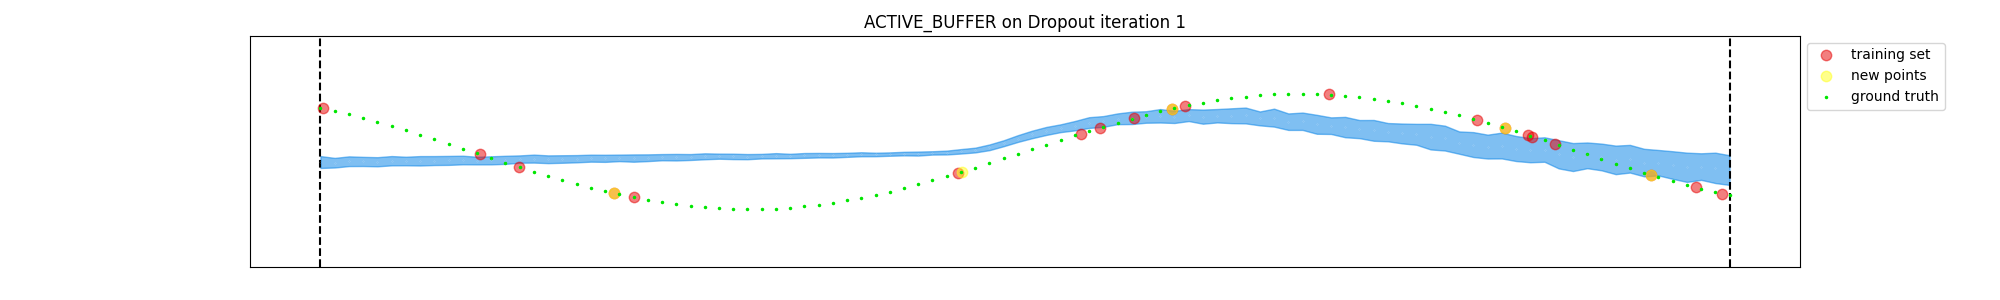 ACTIVE_BUFFER on Dropout iteration 1
training set
new points
ground truth